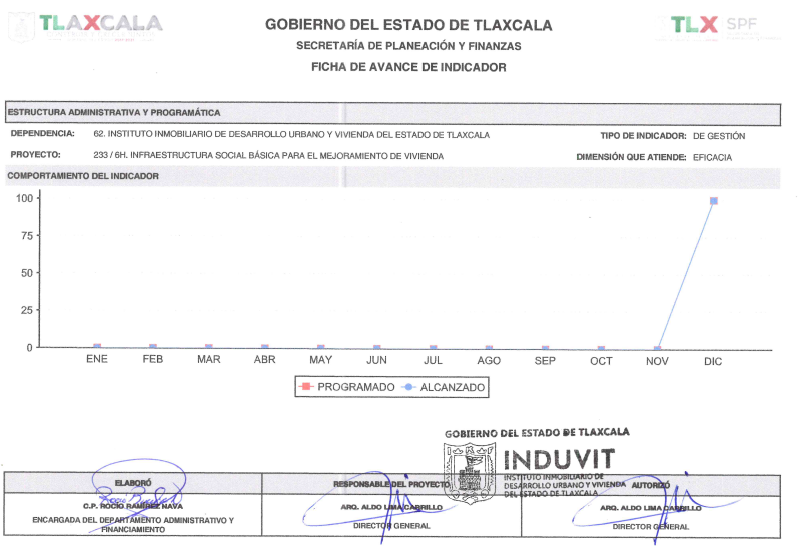 TLAXCALA
GOBIERNO DEL ESTADO DE TLAXCALA
TLX SPF
SECRETARÍA DE PLANEACIÓN Y FINANZAS
FICHA DE AVANCE DE INDICADOR
ESTRUCTURA ADMINISTRATIVA Y PROGRAMÁTICA
DEPENDENCIA: 62. INSTITUTO INMOBILIARIO DE DESARROLLO URBANO Y VIVIENDA DEL ESTADO DE TLAXCALA TIPO DE INDICADOR: DE GESTIÓN
PROYECTO: 233 / 6H. INFRAESTRUCTURA SOCIAL BÁSICA PARA EL MEJORAMIENTO DE VIVIENDA DIMENSIÓN QUE ATIENDE: EFICACIA
COMPORTAMIENTO DEL INDICADOR
100
75
50
25
0
ENE FEB MAR ABR MAY JUN JUL AGO SEP OCT NOV DIC
PROGRAMADO ALCANZADO
GOBIERNO DEL ESTADO DE TLAXCALA
INDUVIT
INSTITUTO INMOBILIARIO DE
DESARROLLO URBANO Y VIVIENDA
DEL ESTADO DE TLAXCALA
ELABORÓ RESPONSABLE DEL PROYECTO AUTORIZÓ
C.P. ROCIO RAMÍREZ NAVA
ENCARGADA DEL DEPARTAMENTO ADMINISTRATIVO Y
FINANCIAMIENTO
ARQ. ALDO LIMA CARRILLO
DIRECTOR GENERAL
ARQ. ALDO LIMA CARRILLO
DIRECTOR GENERAL